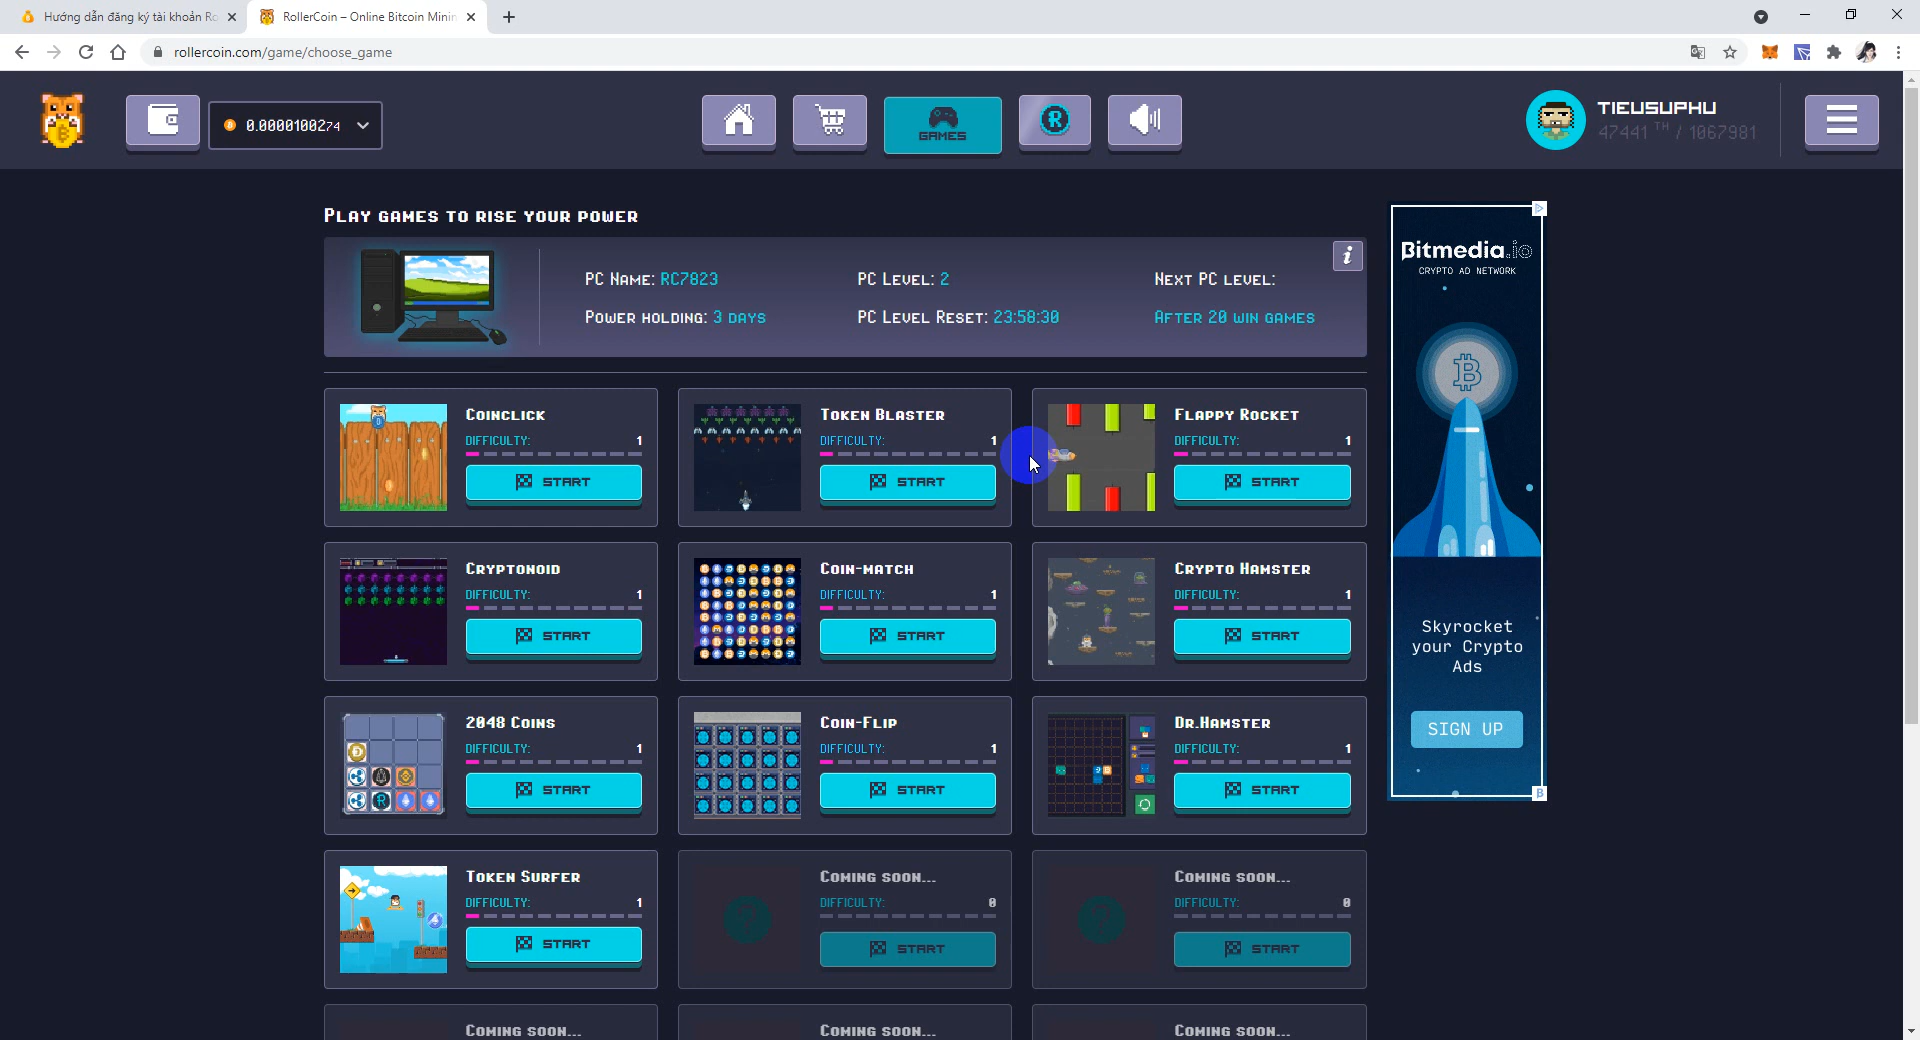 Hướng dẫn đăng ký tài khoản Ro
RollerCoin – Online Bitcoin Minin
rollercoin.com/game/choose_game
0.0000100274
GAMES
TIEUSUPHU
47441 TH / 1067981
PLAY GAMES TO RISE YOUR POWER
PC NAME: RC7823
PC LEVEL: 2
NEXT PC LEVEL:
POWER HOLDING: 3 DAYS
PC LEVEL RESET: 23:58:30
AFTER 20 WIN GAMES
COINCLICK
DIFFICULTY: 1
START
TOKEN BLASTER
DIFFICULTY: 1
START
FLAPPY ROCKET
DIFFICULTY: 1
START
CRYPTONOID
DIFFICULTY: 1
START
COIN-MATCH
DIFFICULTY: 1
START
CRYPTO HAMSTER
DIFFICULTY: 1
START
2048 COINS
DIFFICULTY: 1
START
COIN-FLIP
DIFFICULTY: 1
START
DR.HAMSTER
DIFFICULTY: 1
START
TOKEN SURFER
DIFFICULTY: 1
START
COMING SOON...
DIFFICULTY: 0
START
COMING SOON...
DIFFICULTY: 0
START
COMING SOON...
COMING SOON...
COMING SOON...
Bitmedia.io
CRYPTO AD NETWORK
Skyrocket
your Crypto
Ads
SIGN UP